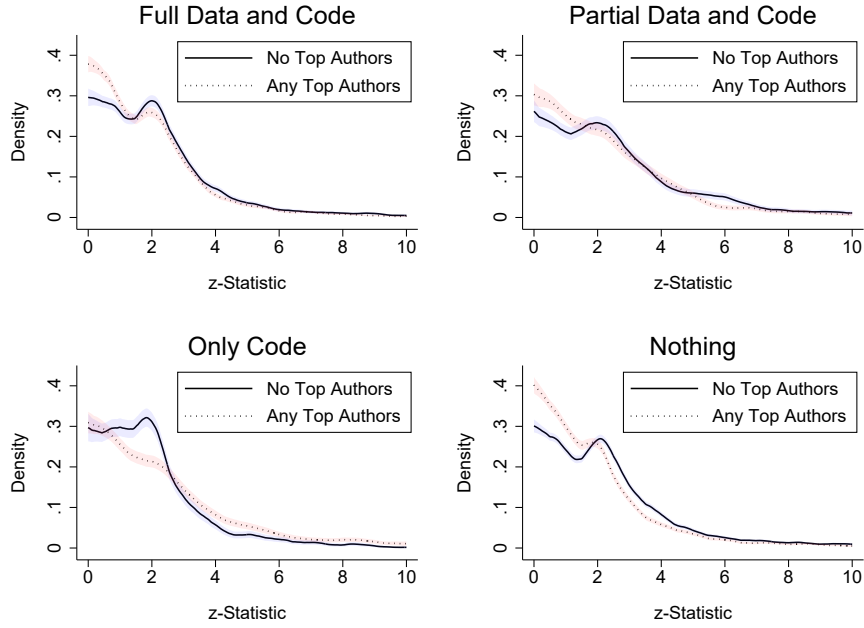 Full Data and Code
No Top Authors
Any Top Authors
Density
0 .1 .2 .3 .4
0 2 4 6 8 10
z-Statistic
Partial Data and Code
No Top Authors
Any Top Authors
Density
0 .1 .2 .3 .4
0 2 4 6 8 10
z-Statistic
Only Code
No Top Authors
Any Top Authors
Density
0 .1 .2 .3 .4
0 2 4 6 8 10
z-Statistic
Nothing
No Top Authors
Any Top Authors
Density
0 .1 .2 .3 .4
0 2 4 6 8 10
z-Statistic